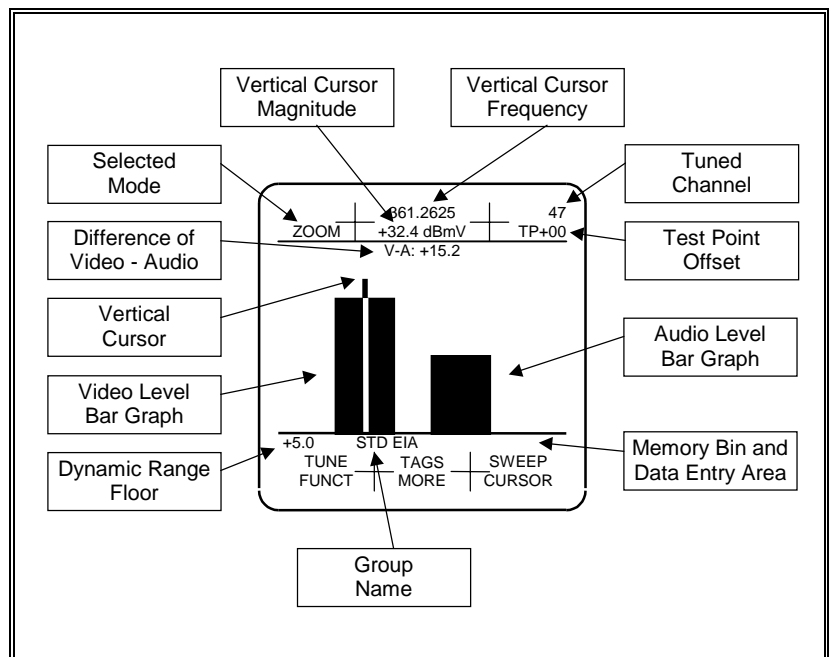 Vertical Cursor
Magnitude
Vertical Cursor
Frequency
Selected
Mode
Tuned
Channel
361.2625
47
ZOOM
+32.4 dBmV
TP+00
V-A: +15.2
Difference of
Video - Audio
Test Point
Offset
Vertical
Cursor
Audio Level
Bar Graph
Video Level
Bar Graph
+5.0
STD EIA
Dynamic Range
Floor
Memory Bin and
Data Entry Area
TUNE
FUNCT
TAGS
MORE
SWEEP
CURSOR
Group
Name